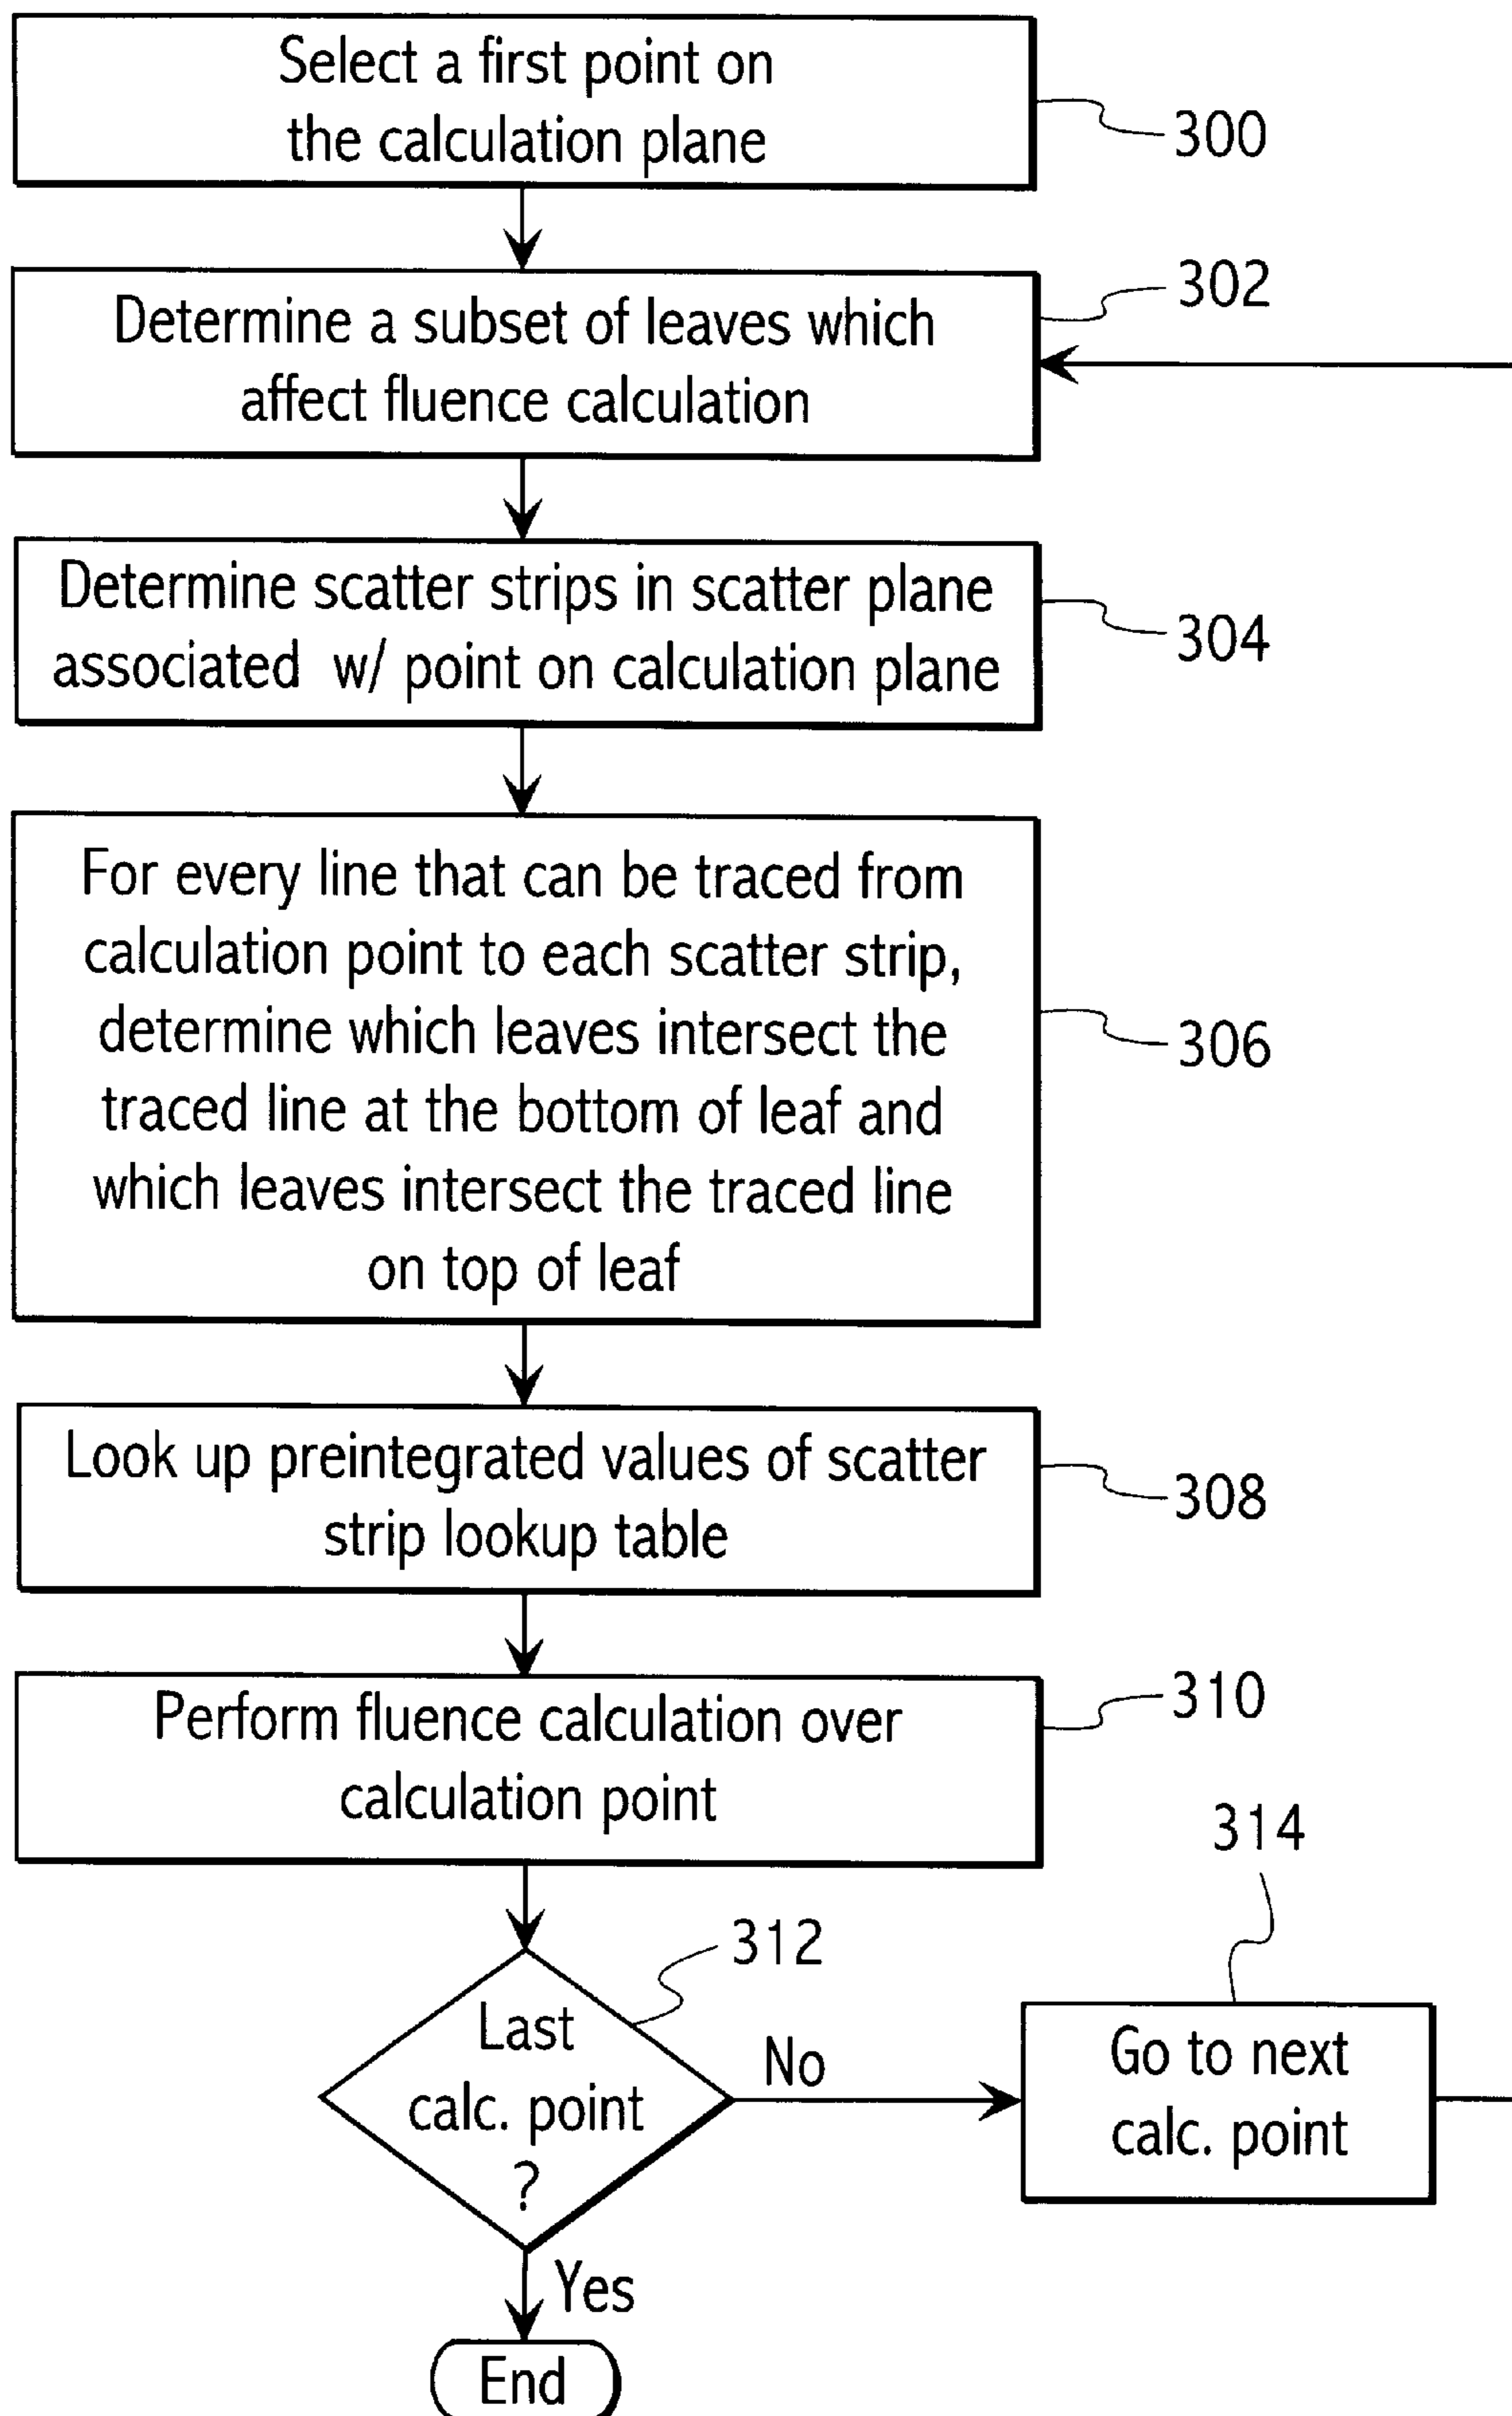 Select a first point on
the calculation plane
300
Determine a subset of leaves which
affect fluence calculation
302
Determine scatter strips in scatter plane
associated w/ point on calculation plane
304
For every line that can be traced from
calculation point to each scatter strip,
determine which leaves intersect the
traced line at the bottom of leaf and
which leaves intersect the traced line
on top of leaf
306
Look up preintegrated values of scatter
strip lookup table
308
Perform fluence calculation over
calculation point
310
312
Last
calc. point
?
No
314
Go to next
calc. point
Yes
End